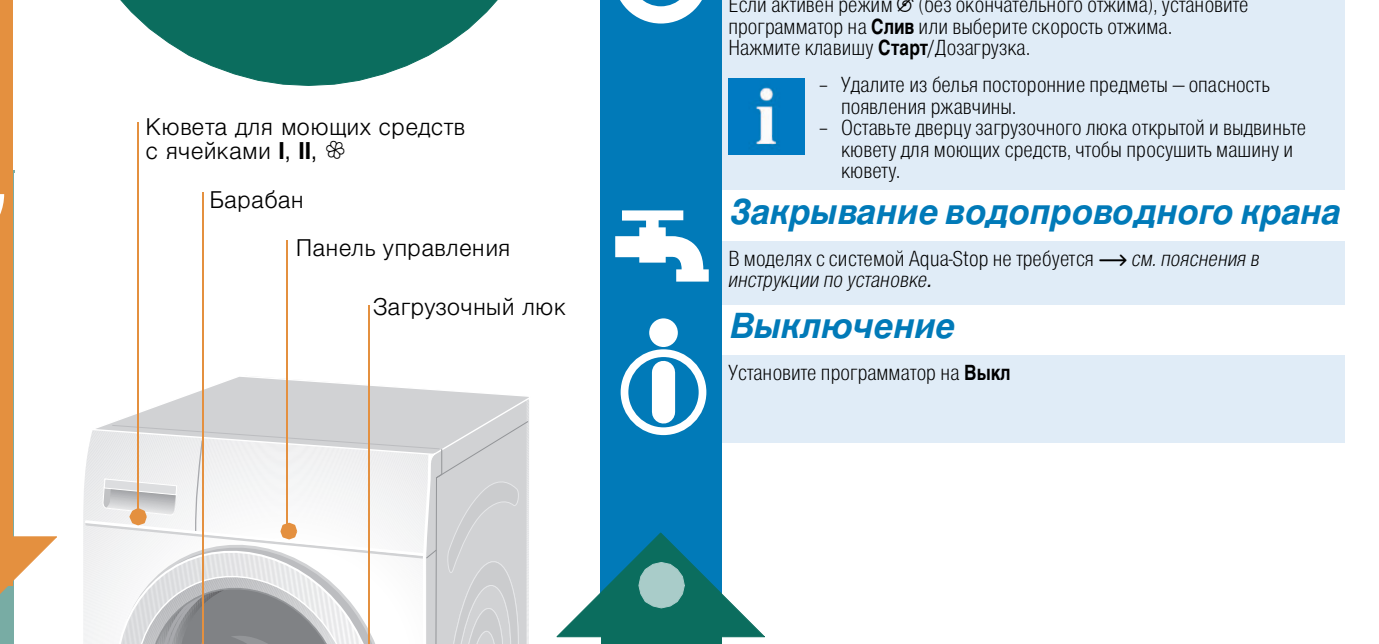 Кювета для моющих средств
с ячейками I, II,
Барабан
Панель управления
Загрузочный люк
Если активен режим (без окончательного отжима), установите
программатор на Слив или выберите скорость отжима.
Нажмите клавишу Старт/Дозагрузка.
– Удалите из белья посторонние предметы — опасность
появления ржавчины.
– Оставьте дверцу загрузочного люка открытой и выдвиньте
кювету для моющих средств, чтобы просушить машину и
кювету.
Закрывание водопроводного крана
В моделях с системой Aqua-Stop не требуется → см. пояснения в
инструкции по установке.
Выключение
Установите программатор на Выкл